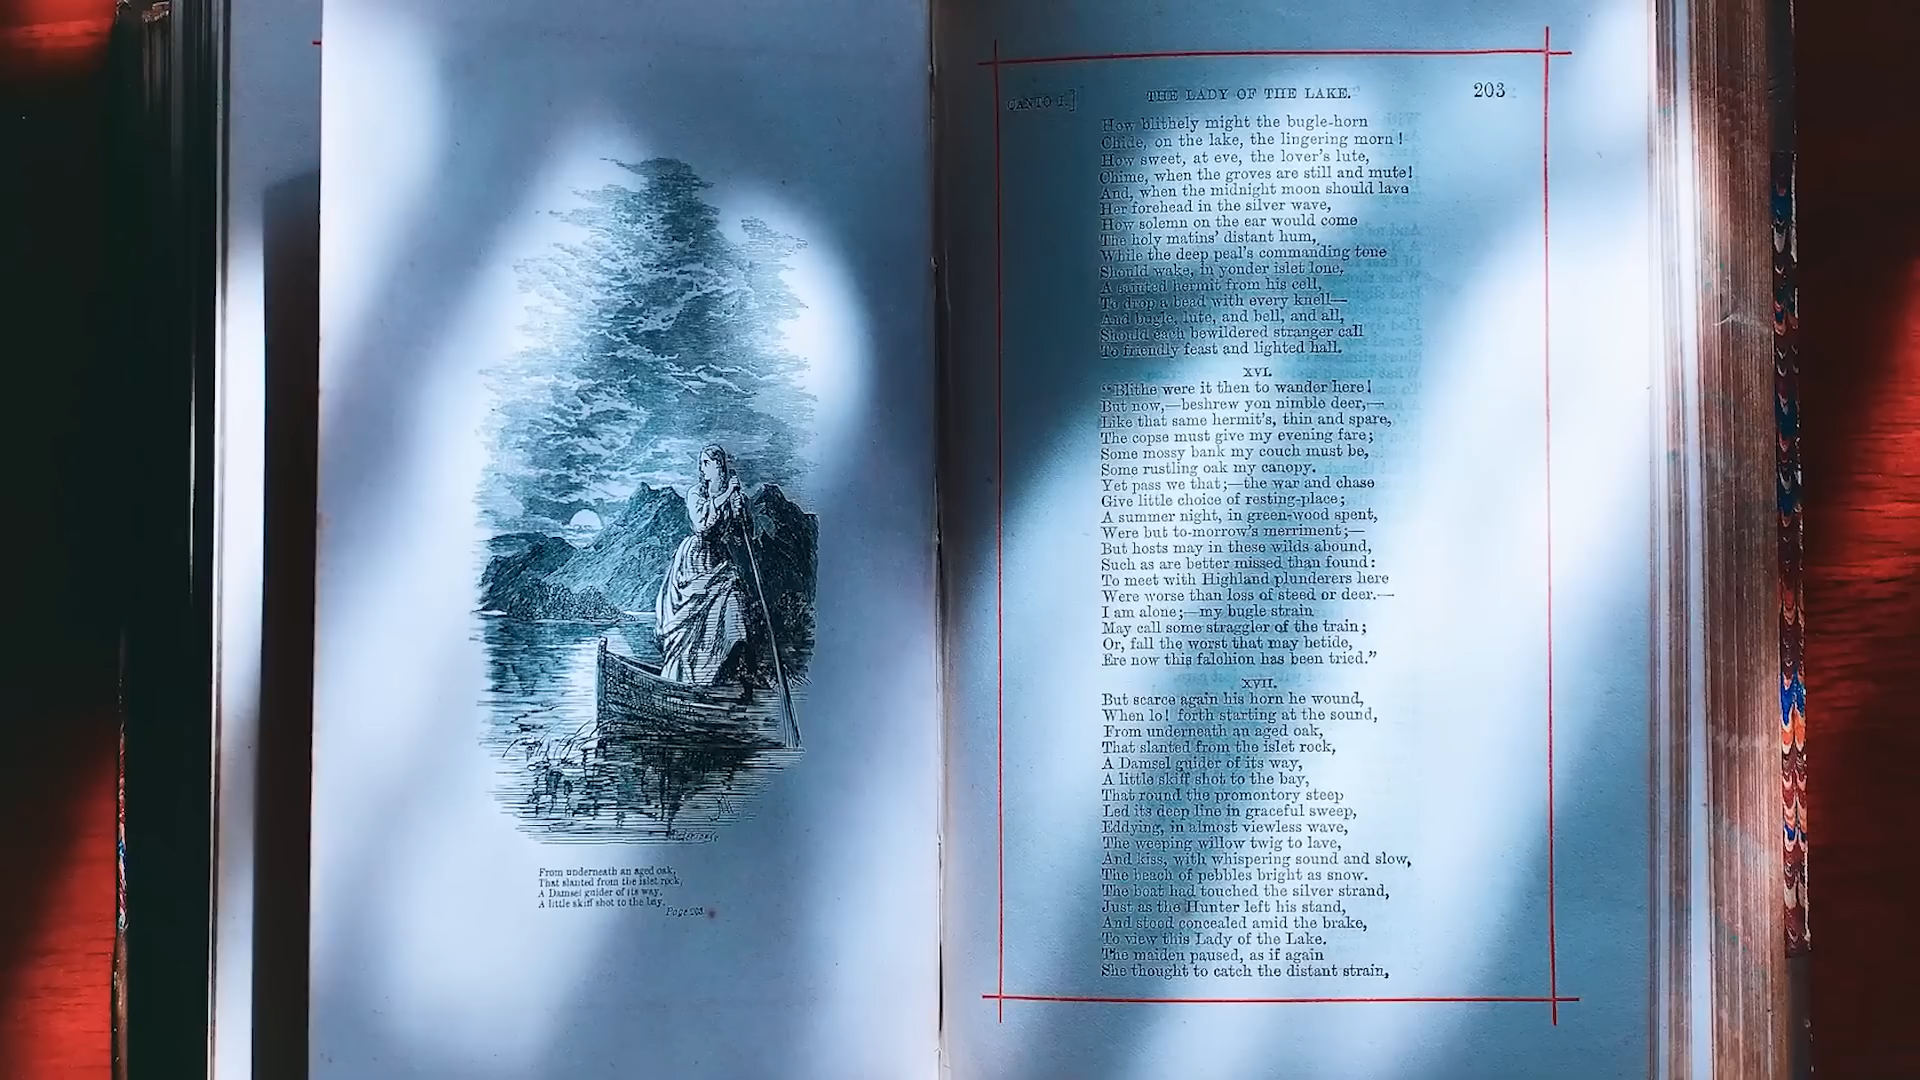 From underneath an aged oak,
That slanted from the islet rock,
A Damsel guider of its way,
A little skiff shot to the bay.
Page 203
CANTO I.]
THE LADY OF THE LAKE.
203
How blithely might the bugle-horn
Chide, on the lake, the lingering morn!
How sweet, at eve, the lover's lute,
Chime, when the groves are still and mute!
And, when the midnight moon should lave
Her forehead in the silver wave,
How solemn on the ear would come
The holy matins' distant hum,
While the deep peal's commanding tone
Should wake, in yonder islet lone,
A sainted hermit from his cell,
To drop a bead with every knell—
And bugle, lute, and bell, and all,
Should each bewildered stranger call
To friendly feast and lighted hall.
XVI.
"Blithe were it then to wander here!
But now,—beshrew yon nimble deer,—
Like that same hermit's, thin and spare,
The copse must give my evening fare;
Some mossy bank my couch must be,
Some rustling oak my canopy.
Yet pass we that;—the war and chase
Give little choice of resting-place;
A summer night, in green-wood spent,
Were but to-morrow's merriment;—
But hosts may in these wilds abound,
Such as are better missed than found:
To meet with Highland plunderers here
Were worse than loss of steed or deer.—
I am alone;—my bugle strain
May call some straggler of the train;
Or, fall the worst that may betide,
Ere now this falchion has been tried."
XVII.
But scarce again his horn he wound,
When lo! forth starting at the sound,
From underneath an aged oak,
That slanted from the islet rock,
A Damsel guider of its way,
A little skiff shot to the bay,
That round the promontory steep
Led its deep line in graceful sweep,
Eddying, in almost viewless wave,
The weeping willow twig to lave,
And kiss, with whispering sound and slow,
The beach of pebbles bright as snow.
The boat had touched the silver strand,
Just as the Hunter left his stand,
And stood concealed amid the brake,
To view this Lady of the Lake.
The maiden paused, as if again
She thought to catch the distant strain,